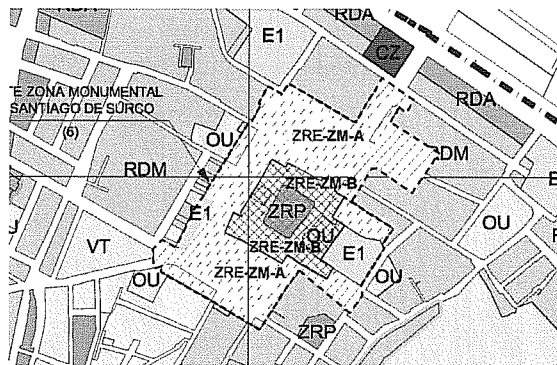 RDA
E1
CZ
RDA
TE ZONA MONUMENTAL
SANTIAGO DE SURCO
(6)
OU
ZRE-ZM-A
RDM
DM
ZRE-ZM-B
E1
ZRP
OU
OU
VT
ZRE-ZM-B
E1
OU
ZRE-ZM-A
OU
ZRP